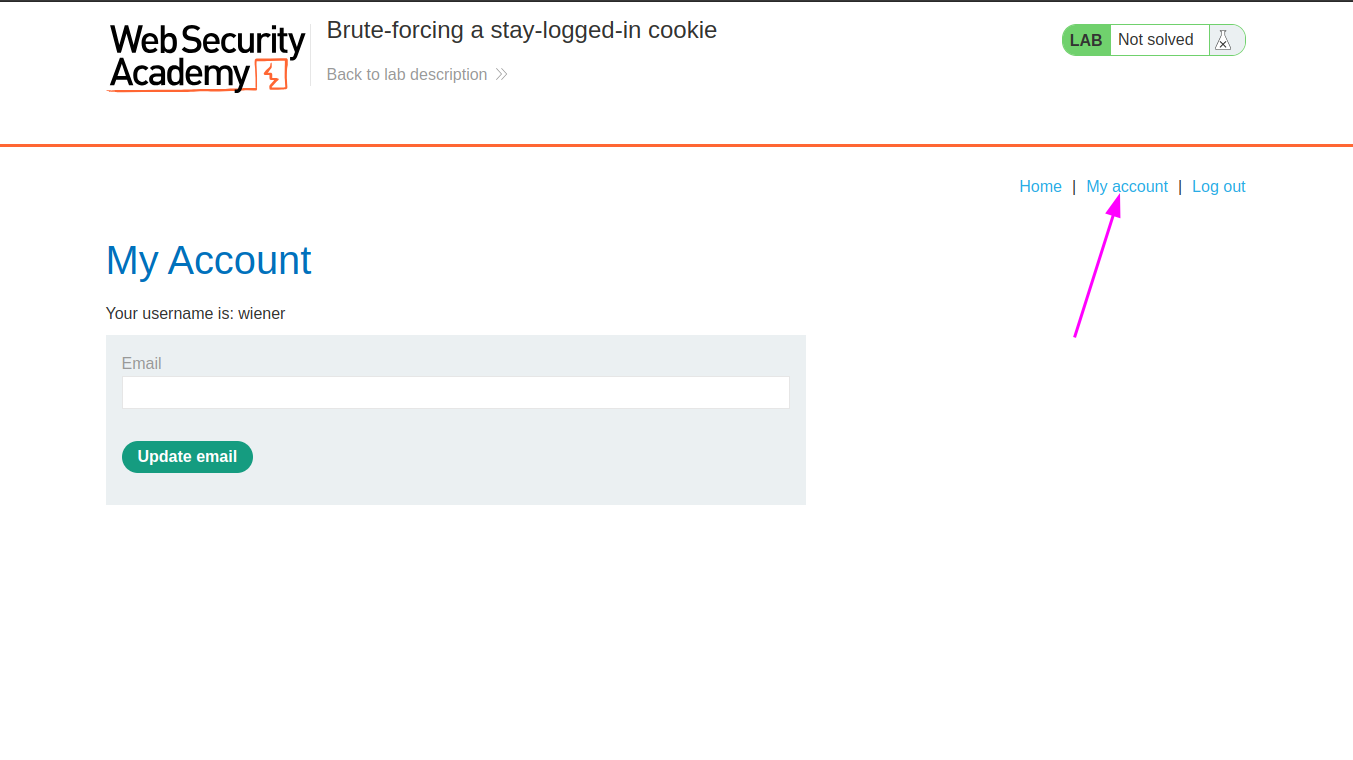 Web Security
Academy
Brute-forcing a stay-logged-in cookie
Back to lab description
LAB Not solved
Home | My account | Log out
My Account
Your username is: wiener
Email
Update email